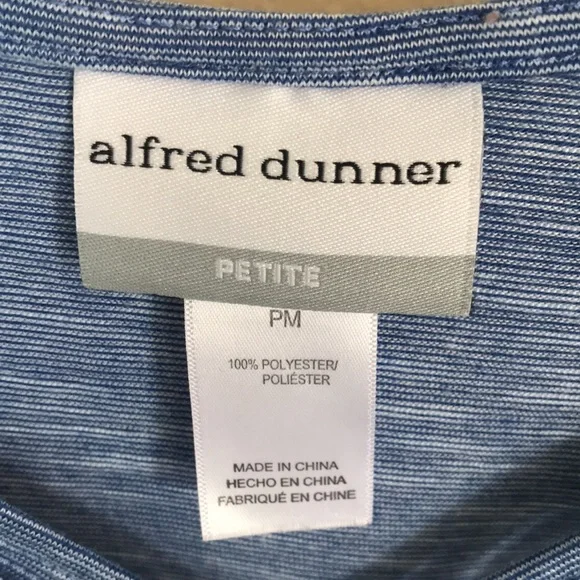 alfred dunner
PETITE
PM
100% POLYESTER/
POLIÉSTER
MADE IN CHINA
HECHO EN CHINA
FABRIQUÉ EN CHINE